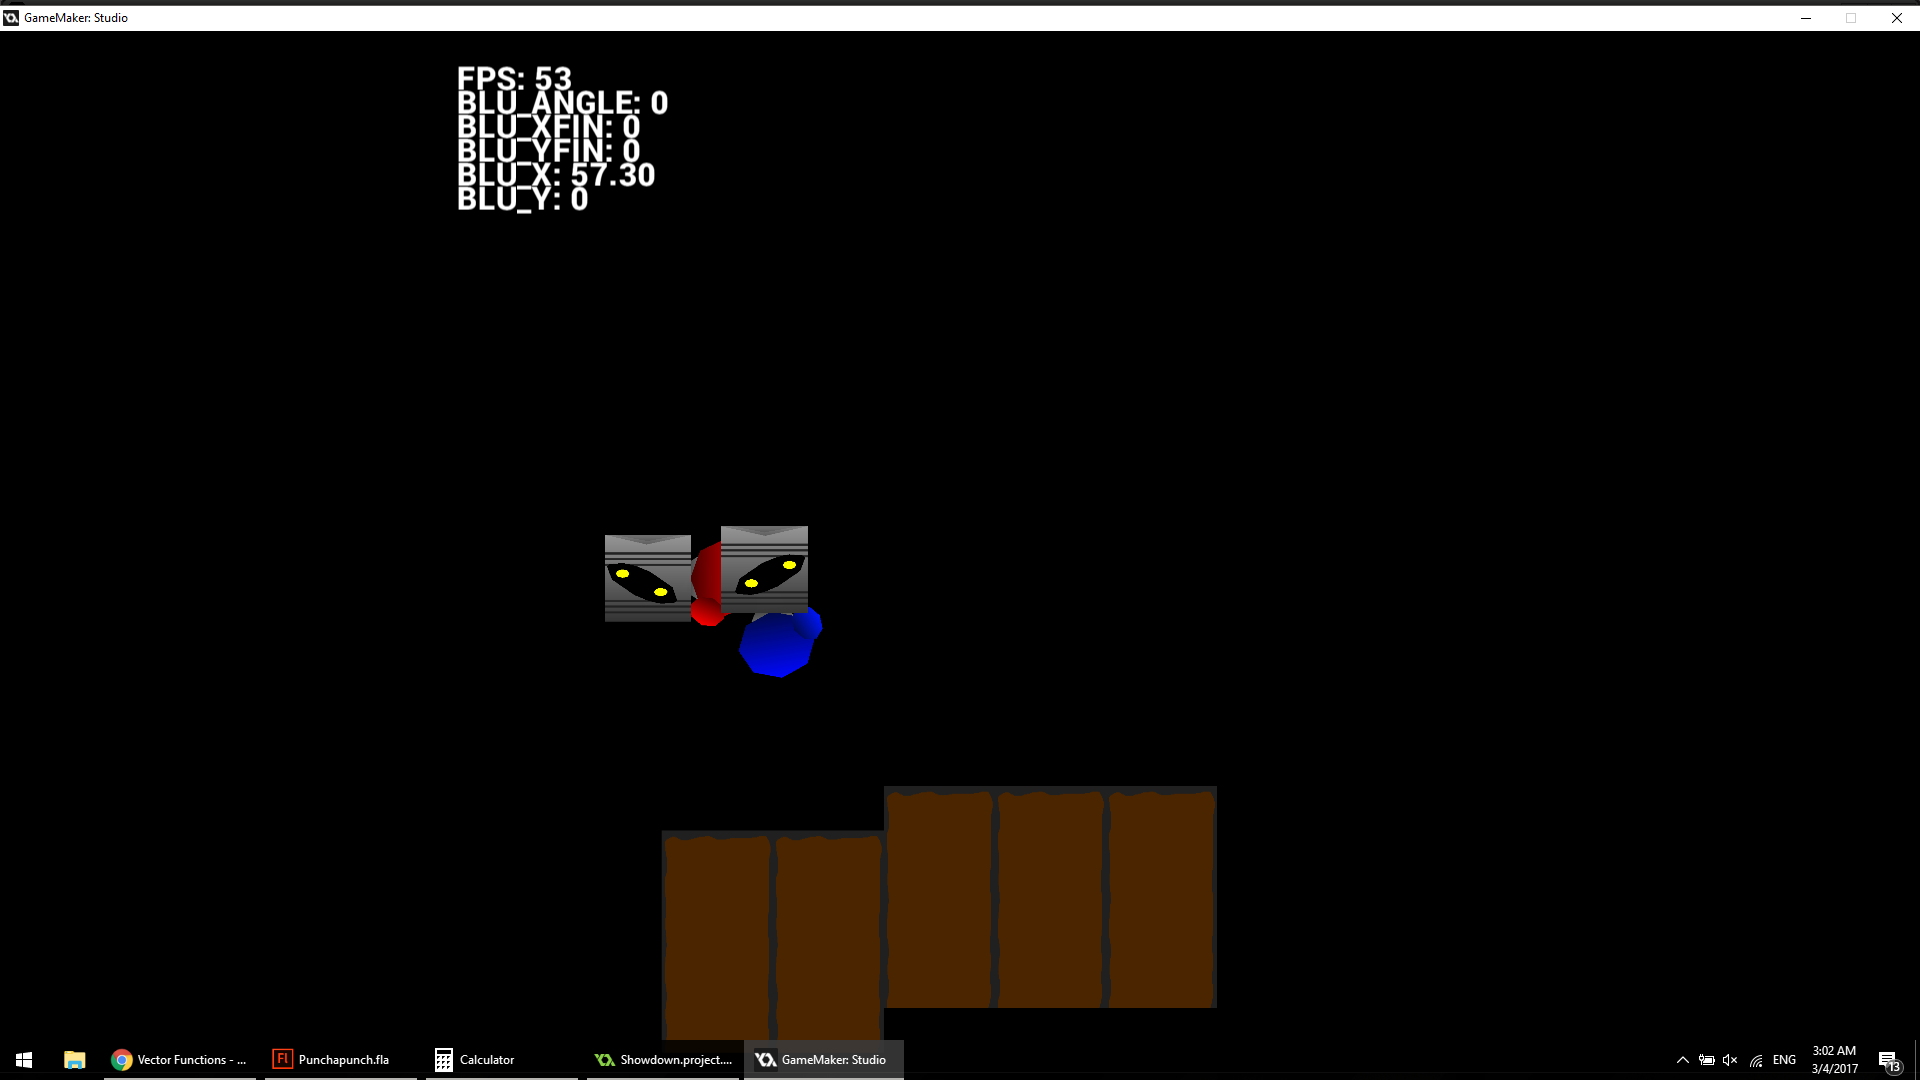 GameMaker: Studio
FPS: 53
BLU_ANGLE: 0
BLU_XFIN: 0
BLU_YFIN: 0
BLU_X: 57.30
BLU_Y: 0
Vector Functions - ...
Fl Punchapunch.fla
Calculator
Showdown.project....
GameMaker: Studio
ENG
3:02 AM
3/4/2017
13